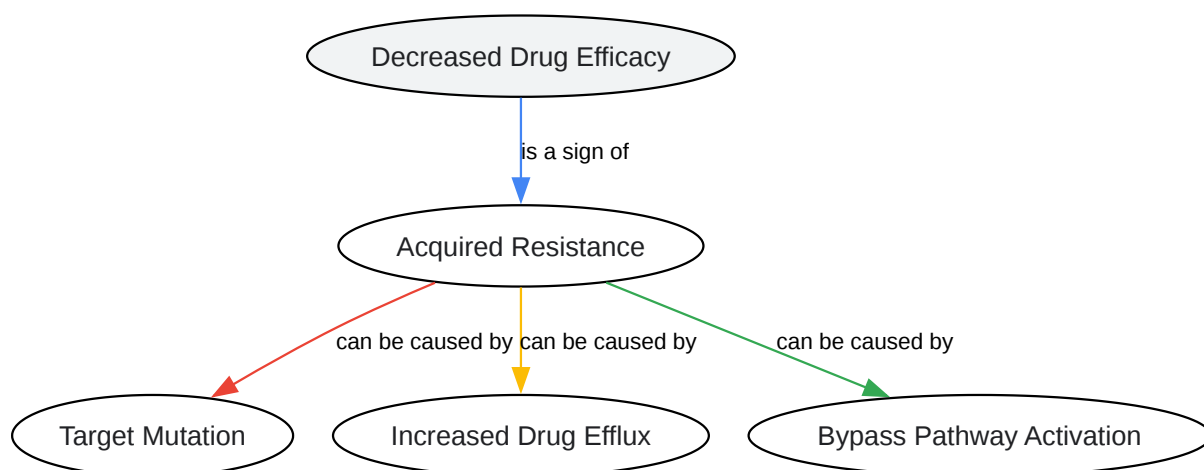 Decreased Drug Efficacy
is a sign of
Acquired Resistance
can be caused by
can be caused by
can be caused by
Target Mutation
Increased Drug Efflux
Bypass Pathway Activation